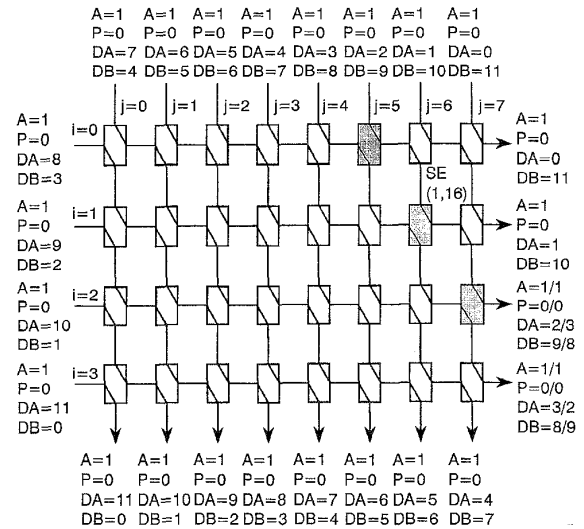 A=1 A=1 A=1 A=1 A=1 A=1 A=1 A=1
P=0 P=0 P=0 P=0 P=0 P=0 P=0 P=0
DA=7 DA=6 DA=5 DA=4 DA=3 DA=2 DA=1 DA=0
DB=4 DB=5 DB=6 DB=7 DB=8 DB=9 DB=10 DB=11
j=0 j=1 j=2 j=3 j=4 j=5 j=6 j=7
A=1
P=0
DA=8
DB=3
i=0
A=1
P=0
DA=0
DB=11
SE
(1,16)
A=1
P=0
DA=9
DB=2
i=1
A=1
P=0
DA=1
DB=10
A=1
P=0
DA=10
DB=1
i=2
A=1/1
P=0/0
DA=2/3
DB=9/8
A=1
P=0
DA=11
DB=0
i=3
A=1/1
P=0/0
DA=3/2
DB=8/9
A=1 A=1 A=1 A=1 A=1 A=1 A=1 A=1
P=0 P=0 P=0 P=0 P=0 P=0 P=0 P=0
DA=11 DA=10 DA=9 DA=8 DA=7 DA=6 DA=5 DA=4
DB=0 DB=1 DB=2 DB=3 DB=4 DB=5 DB=6 DB=7